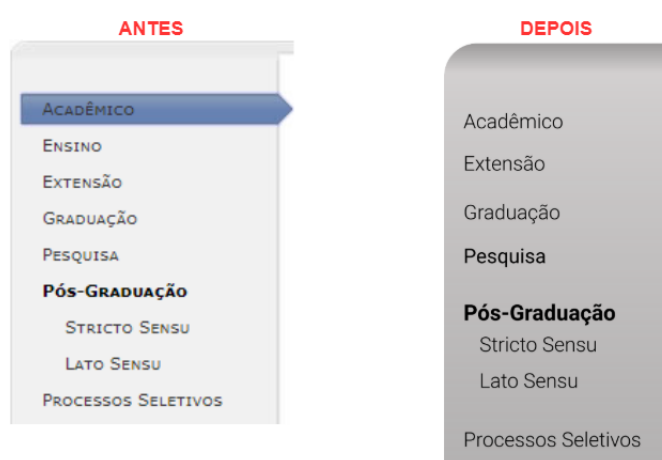 ANTES
Acadêmico
Ensino
Extensão
Graduação
Pesquisa
Pós-Graduação
Stricto Sensu
Lato Sensu
Processos Seletivos
DEPOIS
Acadêmico
Extensão
Graduação
Pesquisa
Pós-Graduação
Stricto Sensu
Lato Sensu
Processos Seletivos